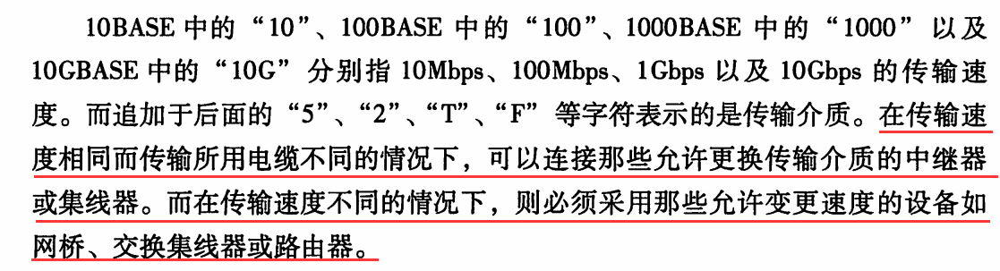 10BASE 中的“10”、100BASE 中的“100”、1000BASE 中的“1000”以及
10GBASE 中的“10G”分别指 10Mbps、100Mbps、1Gbps 以及 10Gbps 的传输速
度。而追加于后面的“5”、“2”、“T”、“F”等字符表示的是传输介质。在传输速
度相同而传输所用电缆不同的情况下，可以连接那些允许更换传输介质的中继器
或集线器。而在传输速度不同的情况下，则必须采用那些允许变更速度的设备如
网桥、交换集线器或路由器。